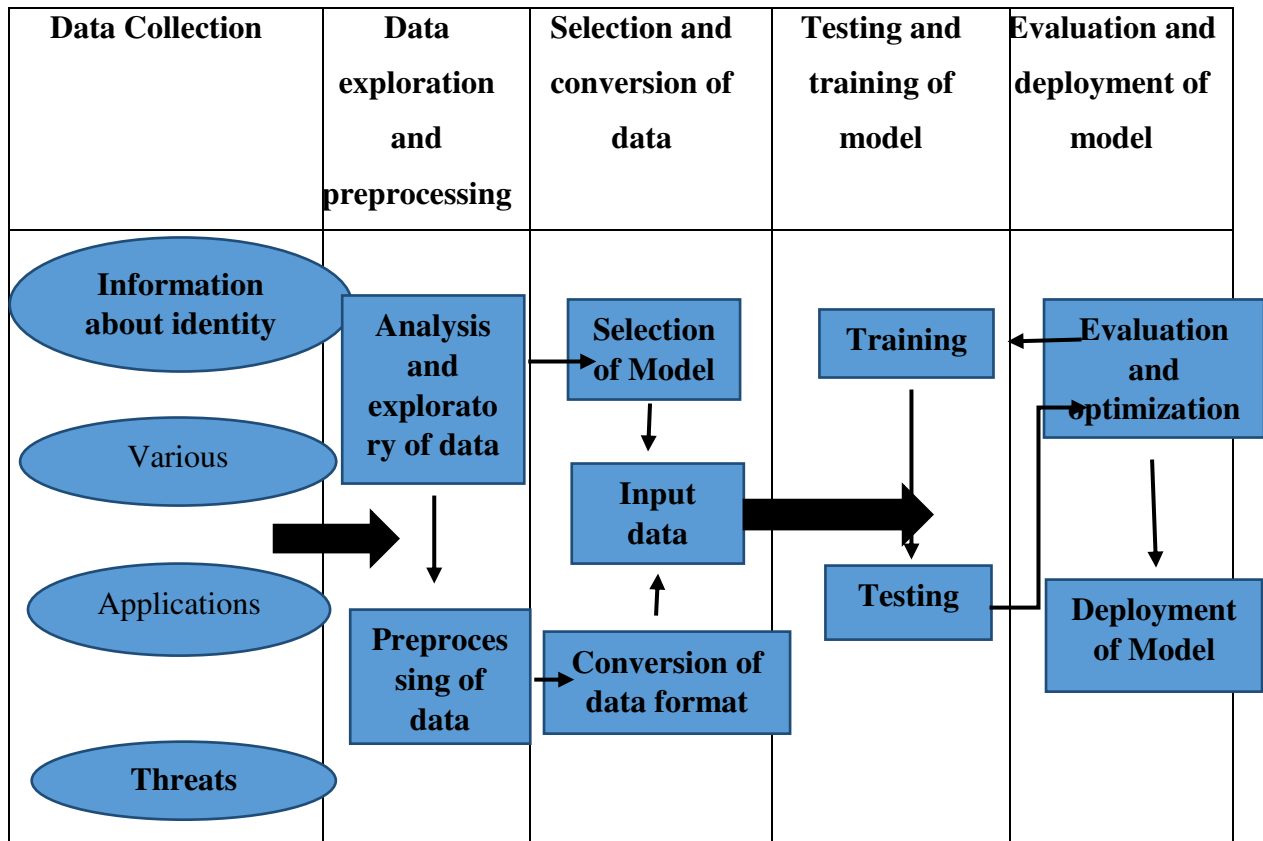 Data Collection
Data
exploration
and
preprocessing
Selection and
conversion of
data
Testing and
training of
model
Evaluation and
deployment of
model
Information
about identity
Various
Applications
Threats
Analysis
and
explorato
ry of data
Preproces
sing of
data
Selection
of Model
Input
data
Conversion of
data format
Training
Testing
Evaluation
and
optimization
Deployment
of Model